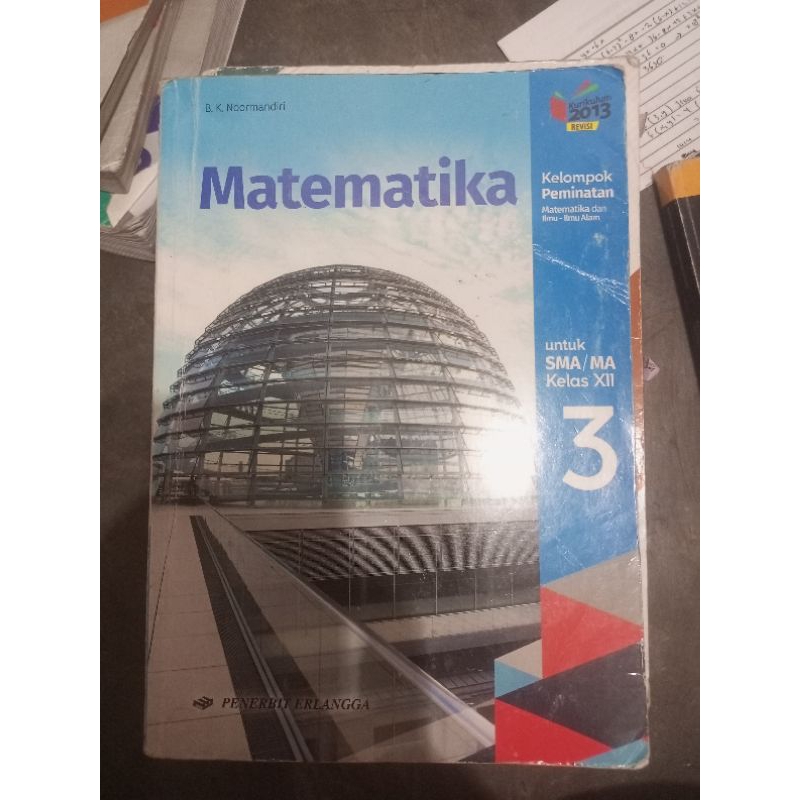 B. K. Noormandiri
Kurikulum
2013
REVISI
Matematika
Kelompok
Peminatan
Matematika dan
Ilmu - Ilmu Alam
untuk
SMA/MA
Kelas XII
3
PENERBIT ERLANGGA